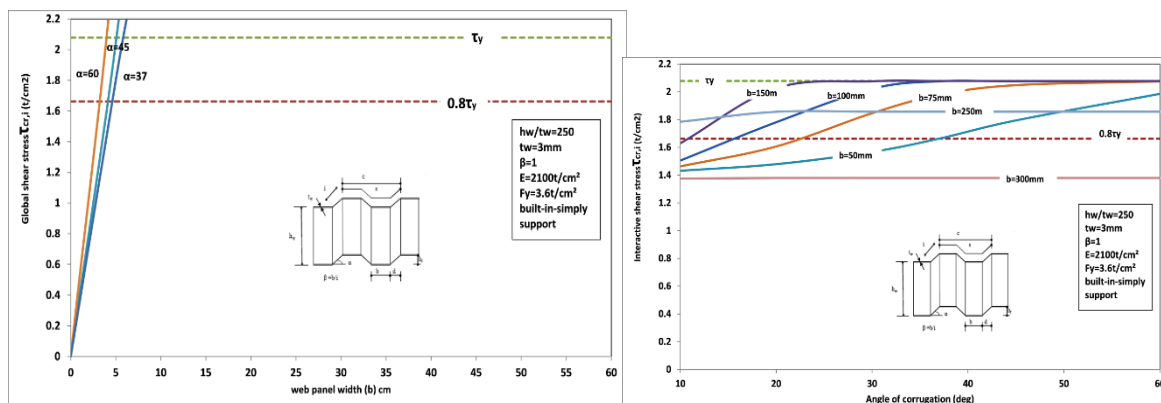 Global shear stress τcr,i (t/cm2)
2.2
2
1.8
1.6
1.4
1.2
1
0.8
0.6
0.4
0.2
0
τy
α=45
α=60
α=37
0.8τy
hw/tw=250
tw=3mm
β=1
E=2100t/cm²
Fy=3.6t/cm²
built-in-simply
support
c
s
i
tw
hw
α
b
d
β=b/i
0 5 10 15 20 25 30 35 40 45 50 55 60
web panel width (b) cm
Interactive shear stress τcr,i (t/cm2)
2.2
2
1.8
1.6
1.4
1.2
1
0.8
0.6
0.4
0.2
0
τy
b=150m
b=100mm
b=75mm
b=250m
0.8τy
b=50mm
b=300mm
hw/tw=250
tw=3mm
β=1
E=2100t/cm²
Fy=3.6t/cm²
built-in-simply
support
c
s
i
tw
hw
α
b
d
β=b/i
10 20 30 40 50 60
Angle of corrugation (deg)